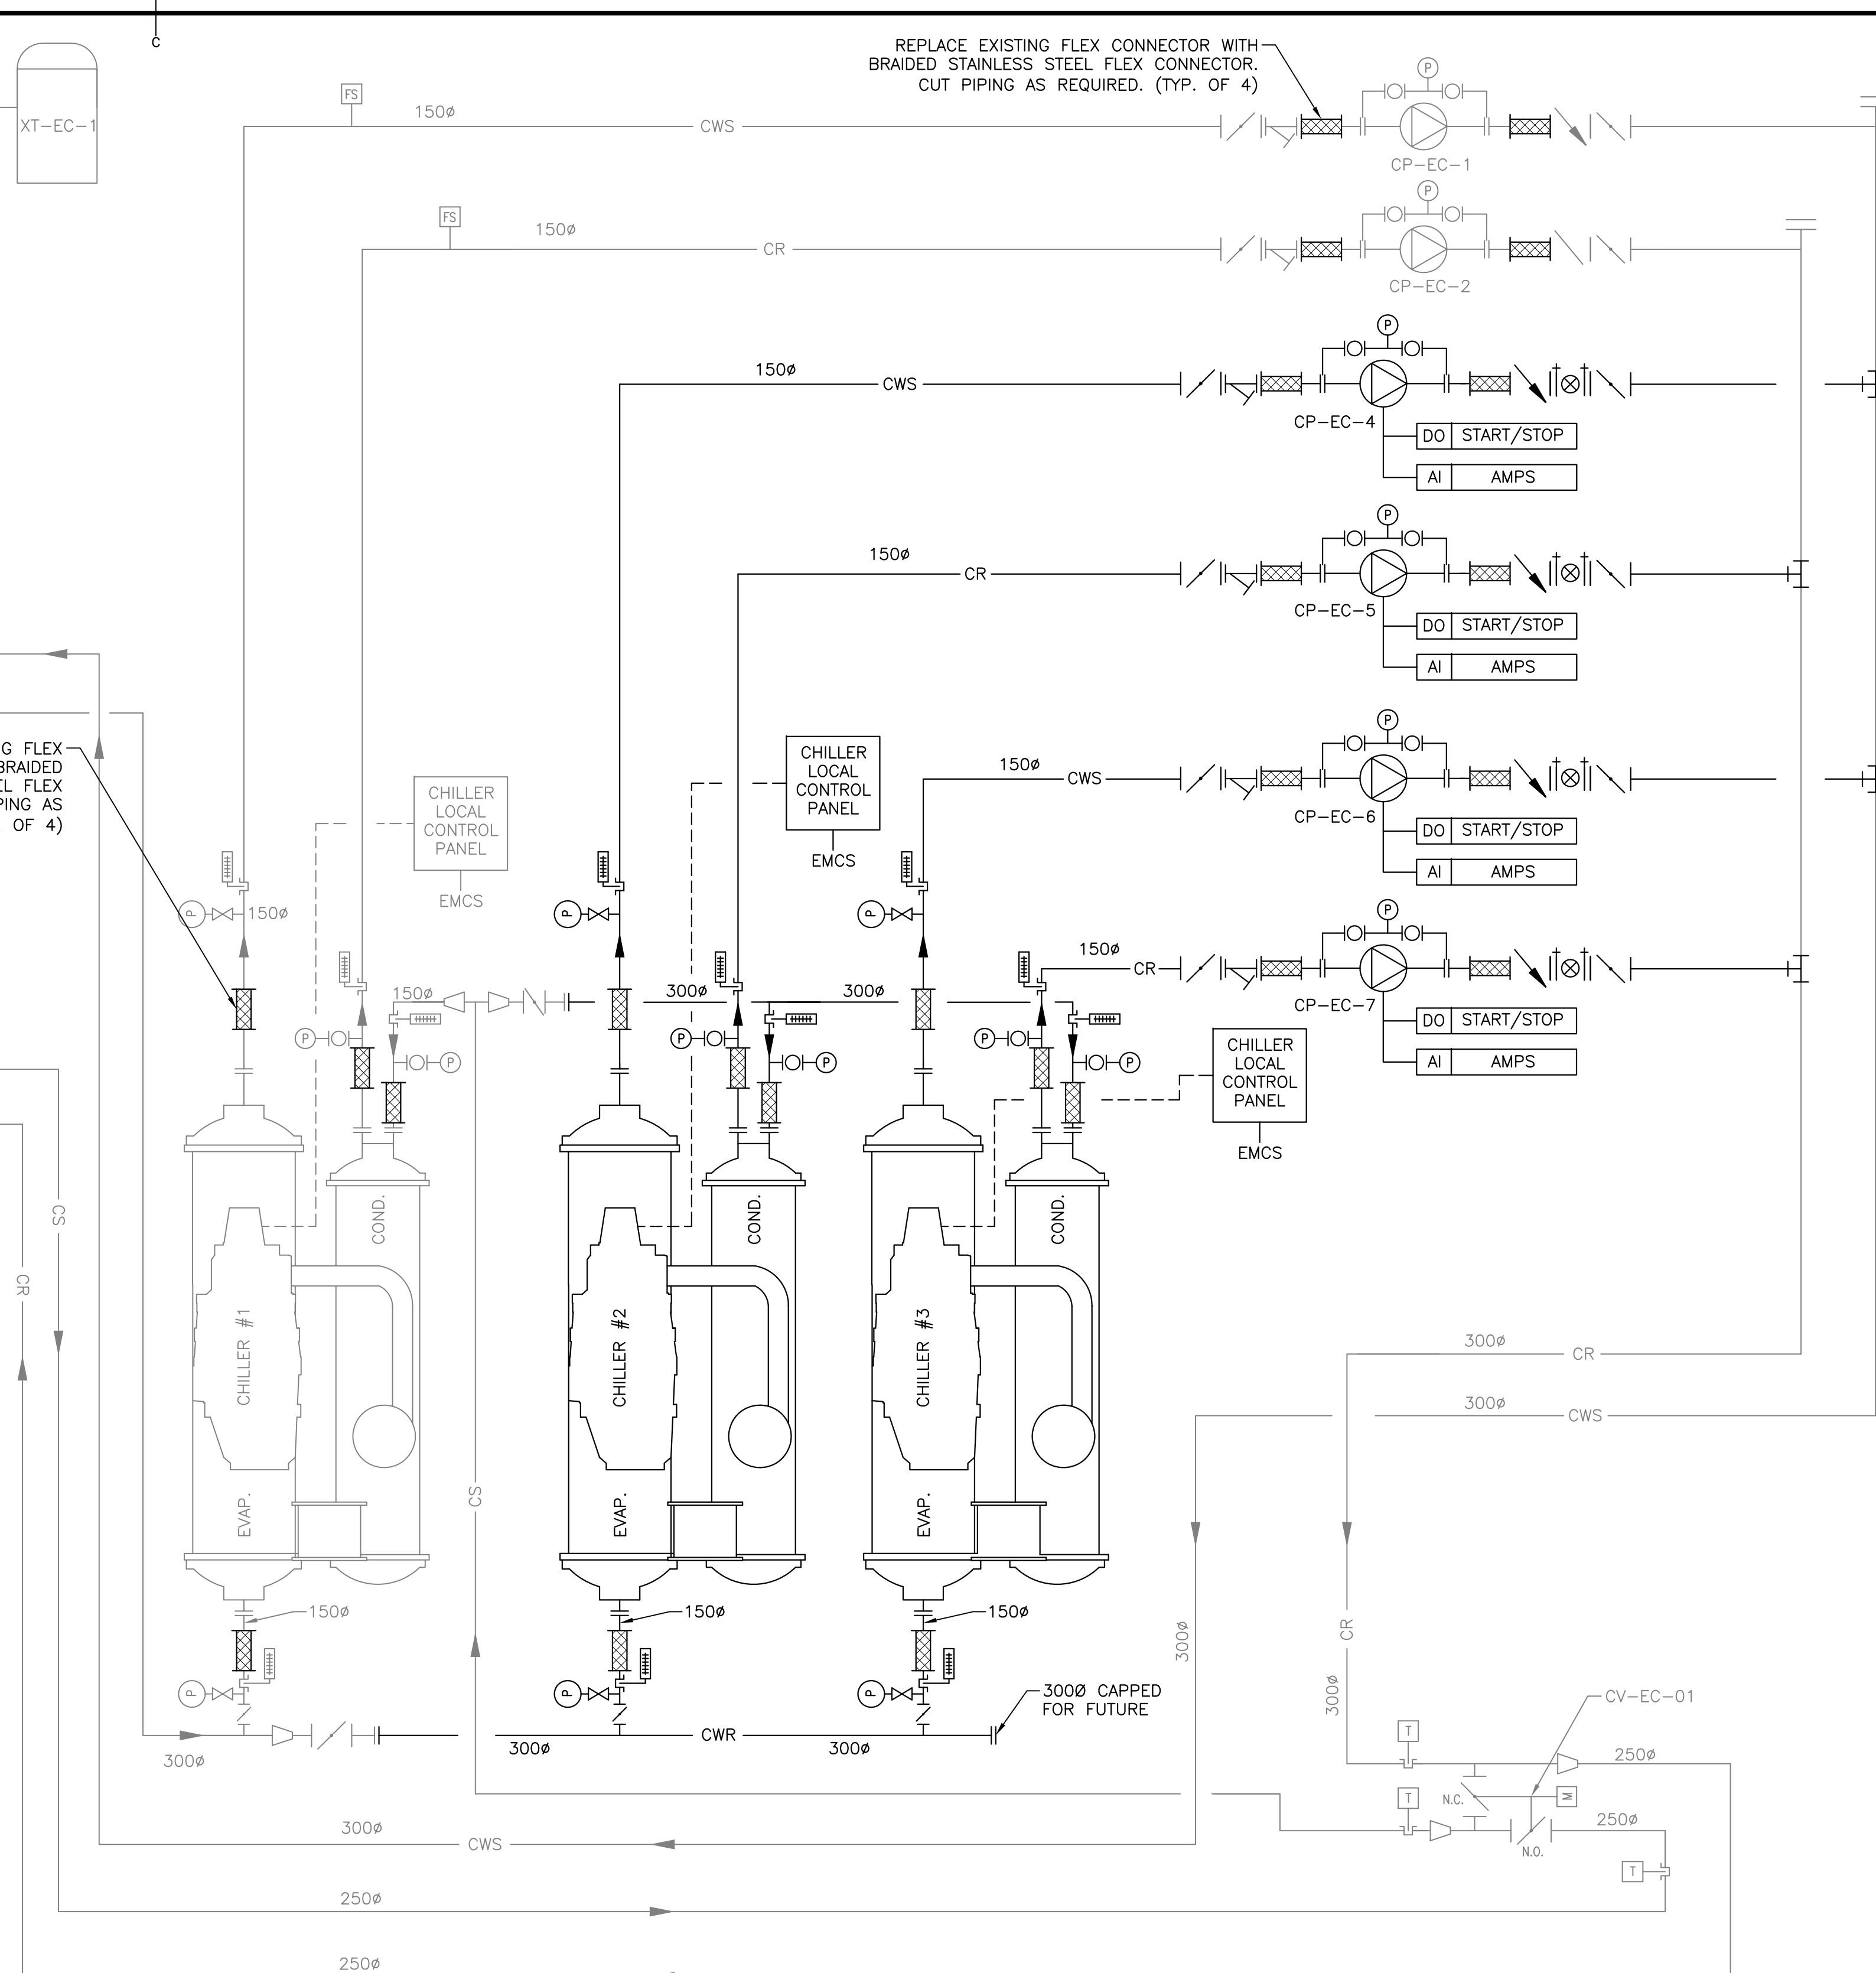 C
XT-EC-1
REPLACE EXISTING FLEX CONNECTOR WITH
BRAIDED STAINLESS STEEL FLEX CONNECTOR.
CUT PIPING AS REQUIRED. (TYP. OF 4)
FS
150ø
CWS
P
CP-EC-1
FS
150ø
CR
P
CP-EC-2
150ø
CWS
P
CP-EC-4
DO START/STOP
AI AMPS
150ø
CR
P
CP-EC-5
DO START/STOP
AI AMPS
150ø
CWS
P
CP-EC-6
DO START/STOP
AI AMPS
150ø
CR
P
CP-EC-7
DO START/STOP
AI AMPS
G FLEX
BRAIDED
EL FLEX
PING AS
OF 4)
CHILLER
LOCAL
CONTROL
PANEL
EMCS
CHILLER
LOCAL
CONTROL
PANEL
EMCS
CHILLER
LOCAL
CONTROL
PANEL
EMCS
P
150ø
P
P
150ø
P
P
P
P
P
P
P
300ø
300ø
CS
CR
CHILLER #1
EVAP.
COND.
CHILLER #2
EVAP.
COND.
CHILLER #3
EVAP.
COND.
CS
150ø
150ø
150ø
P
P
P
300ø
300ø
CWR
300ø
300Ø CAPPED
FOR FUTURE
300ø
CR
300ø
CWS
300ø
CR
300ø
CV-EC-01
T
250ø
T
N.C.
M
250ø
N.O.
T
300ø
CWS
250ø
250ø